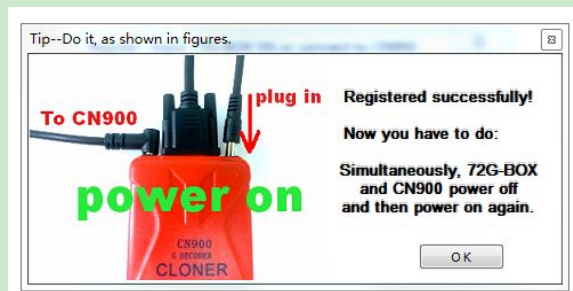 Tip--Do it, as shown in figures.
plug in
To CN900
power on
CN900
G DECODER
CLONER
Registered successfully!
Now you have to do:
Simultaneously, 72G-BOX
and CN900 power off
and then power on again.
OK